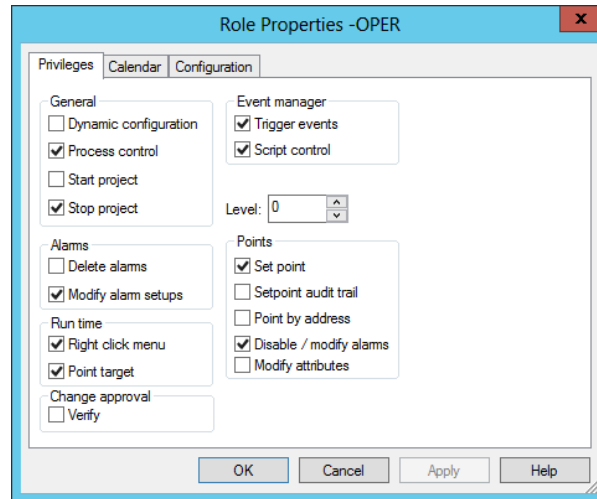 Role Properties -OPER
x
Privileges Calendar Configuration
General
Dynamic configuration
Process control
Start project
Stop project
Event manager
Trigger events
Script control
Level: 0
Alarms
Delete alarms
Modify alarm setups
Points
Set point
Setpoint audit trail
Point by address
Disable / modify alarms
Modify attributes
Run time
Right click menu
Point target
Change approval
Verify
OK Cancel Apply Help